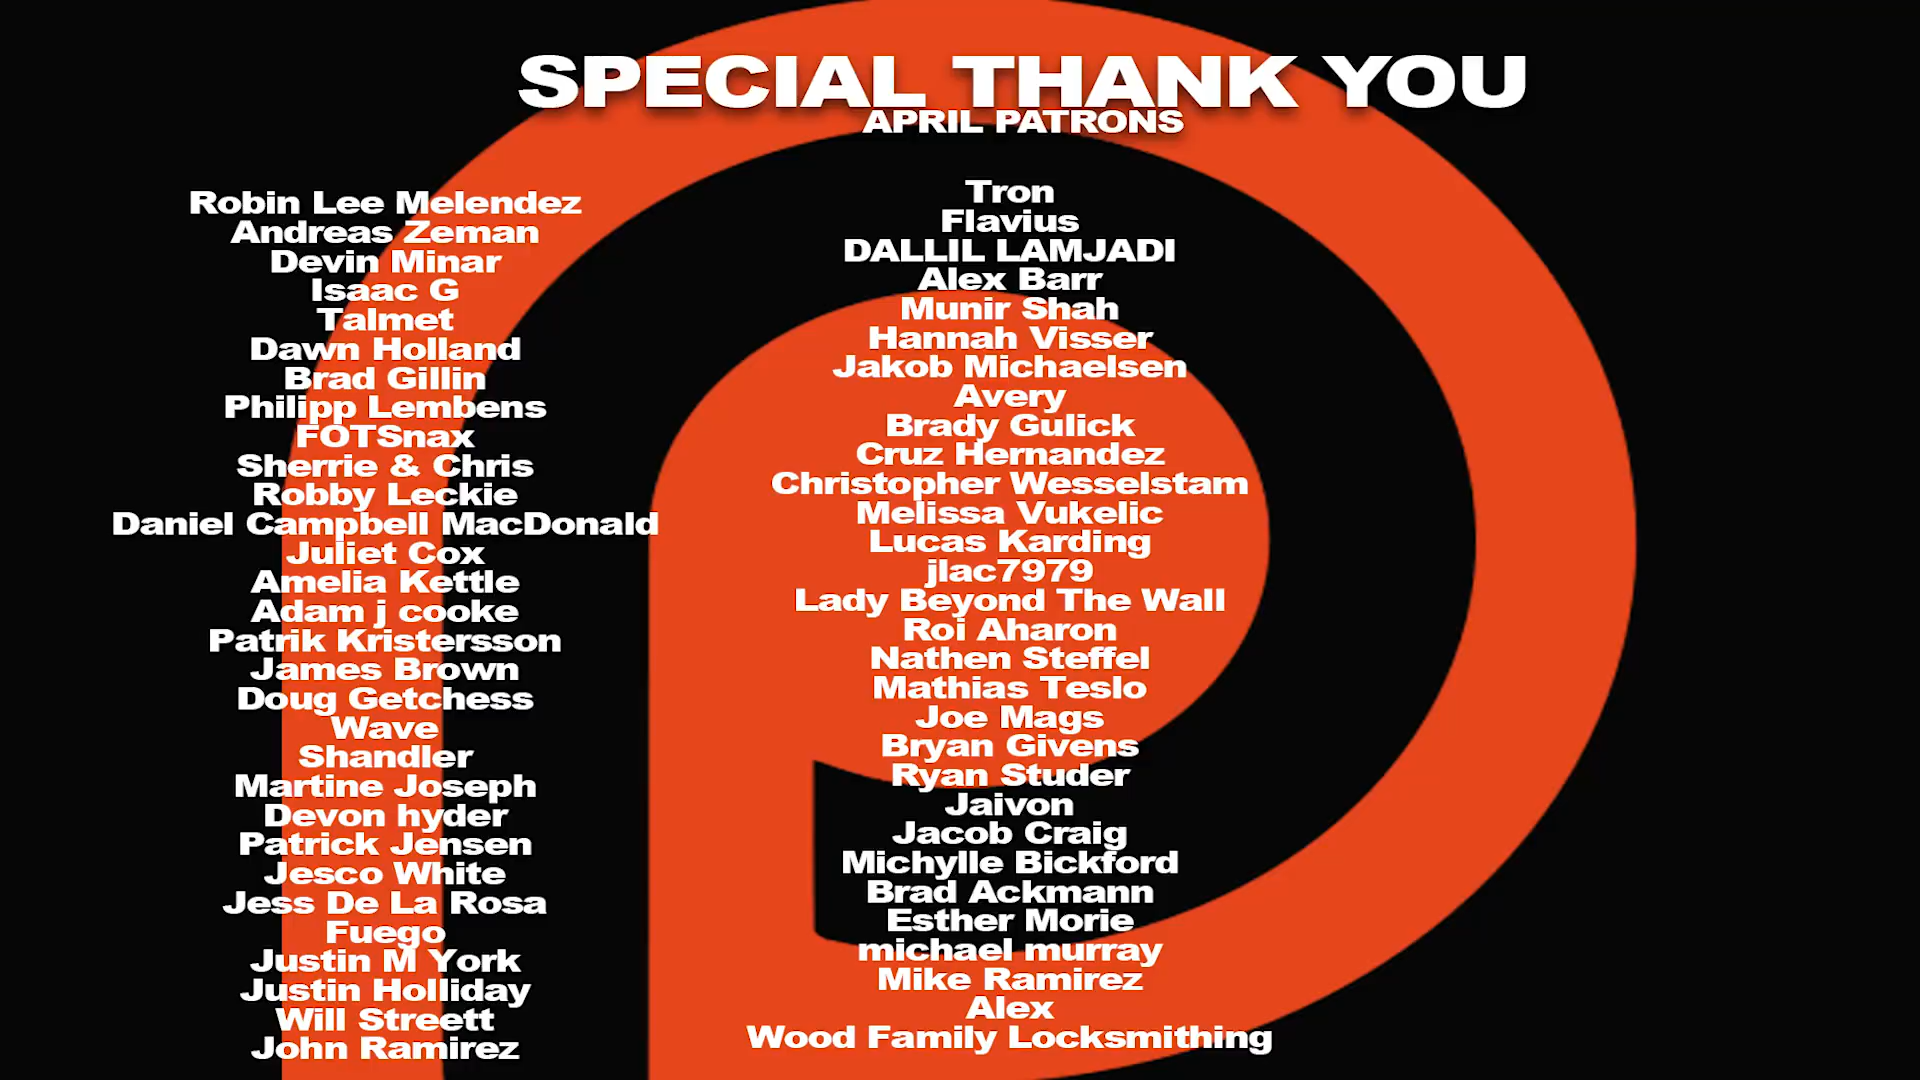 SPECIAL THANK YOU
APRIL PATRONS
Robin Lee Melendez
Andreas Zeman
Devin Minar
Isaac G
Talmet
Dawn Holland
Brad Gillin
Philipp Lembens
FOTSnax
Sherrie & Chris
Robby Leckie
Daniel Campbell MacDonald
Juliet Cox
Amelia Kettle
Adam j cooke
Patrik Kristersson
James Brown
Doug Getchess
Wave
Shandler
Martine Joseph
Devon hyder
Patrick Jensen
Jesco White
Jess De La Rosa
Fuego
Justin M York
Justin Holliday
Will Streett
John Ramirez
Tron
Flavius
DALLIL LAMJADI
Alex Barr
Munir Shah
Hannah Visser
Jakob Michaelsen
Avery
Brady Gulick
Cruz Hernandez
Christopher Wesselstam
Melissa Vukelic
Lucas Karding
jlac7979
Lady Beyond The Wall
Roi Aharon
Nathen Steffel
Mathias Teslo
Joe Mags
Bryan Givens
Ryan Studer
Jaivon
Jacob Craig
Michylle Bickford
Brad Ackmann
Esther Morie
michael murray
Mike Ramirez
Alex
Wood Family Locksmithing